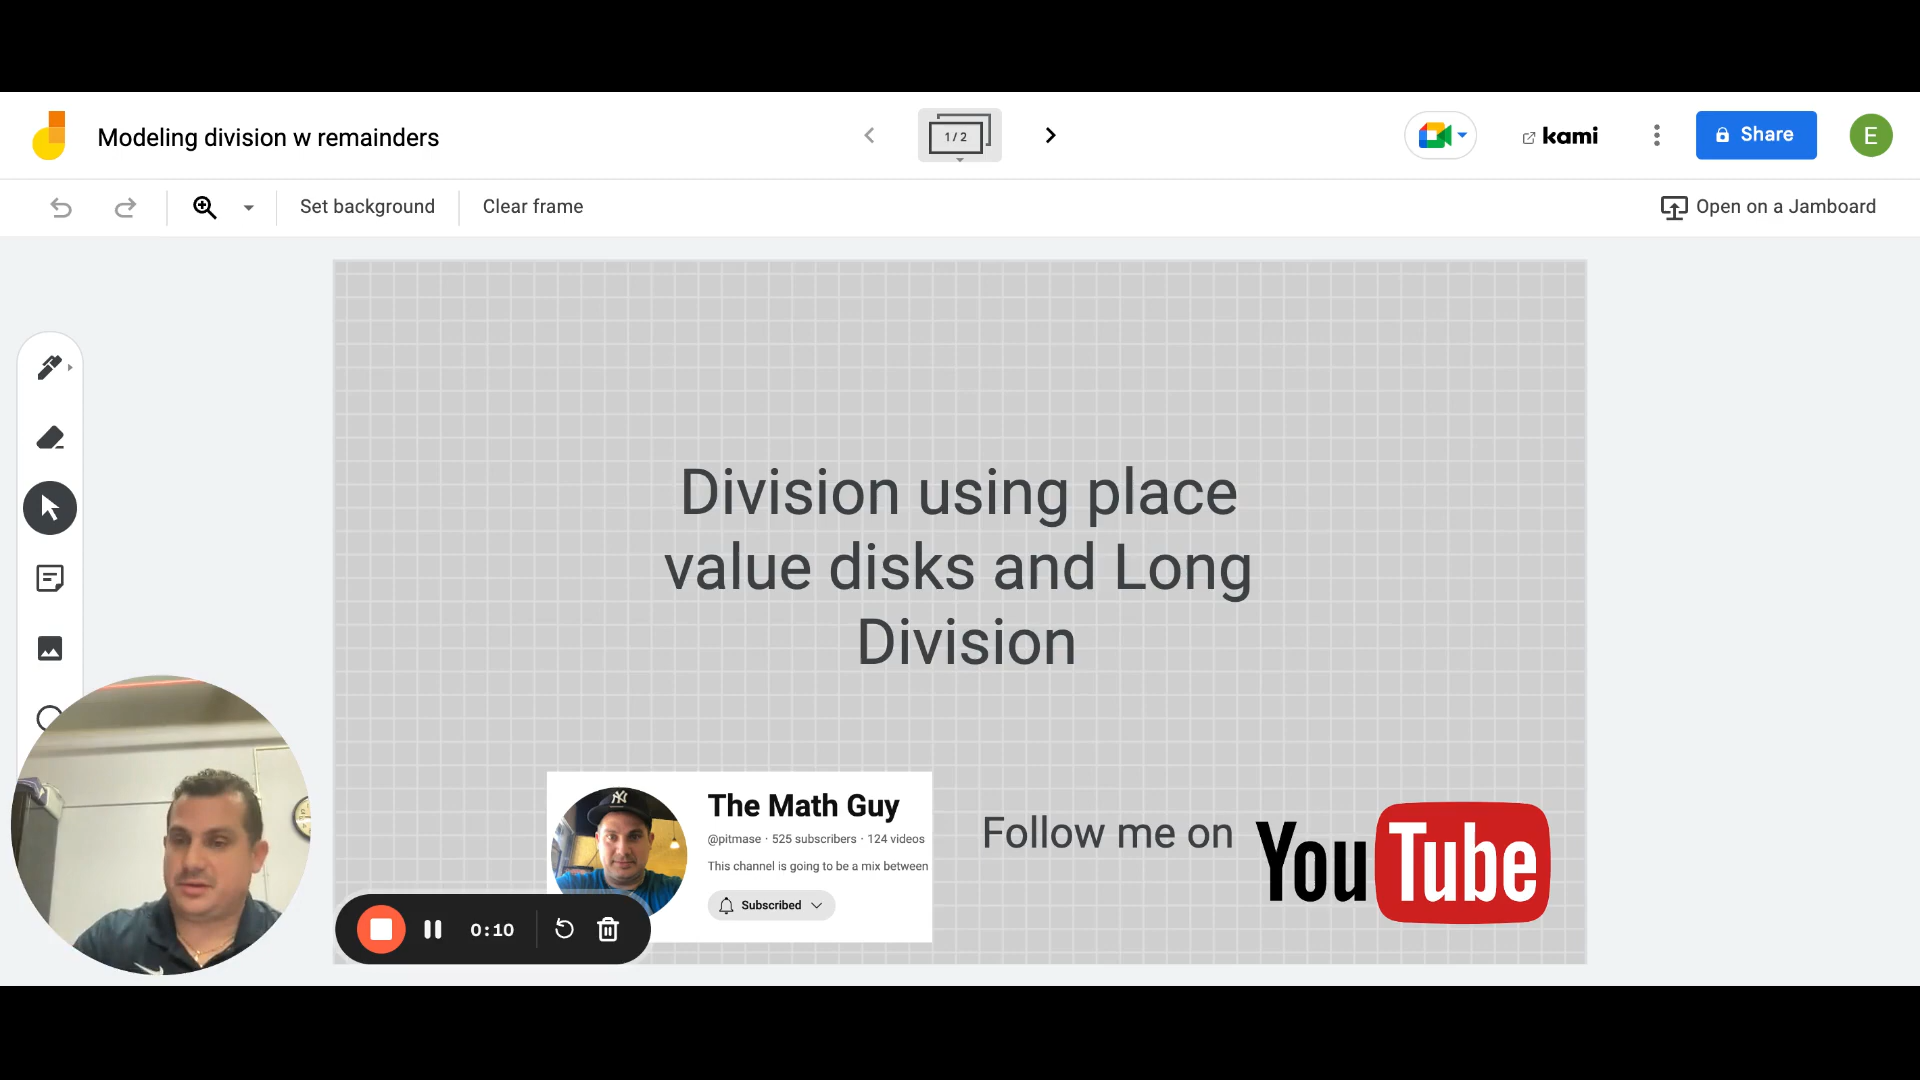 Modeling division w remainders
1 / 2
kami
Share
E
Set background
Clear frame
Open on a Jamboard
Division using place
value disks and Long
Division
The Math Guy
@pitmase · 525 subscribers · 124 videos
This channel is going to be a mix between
Subscribed
Follow me on
YouTube
0:10